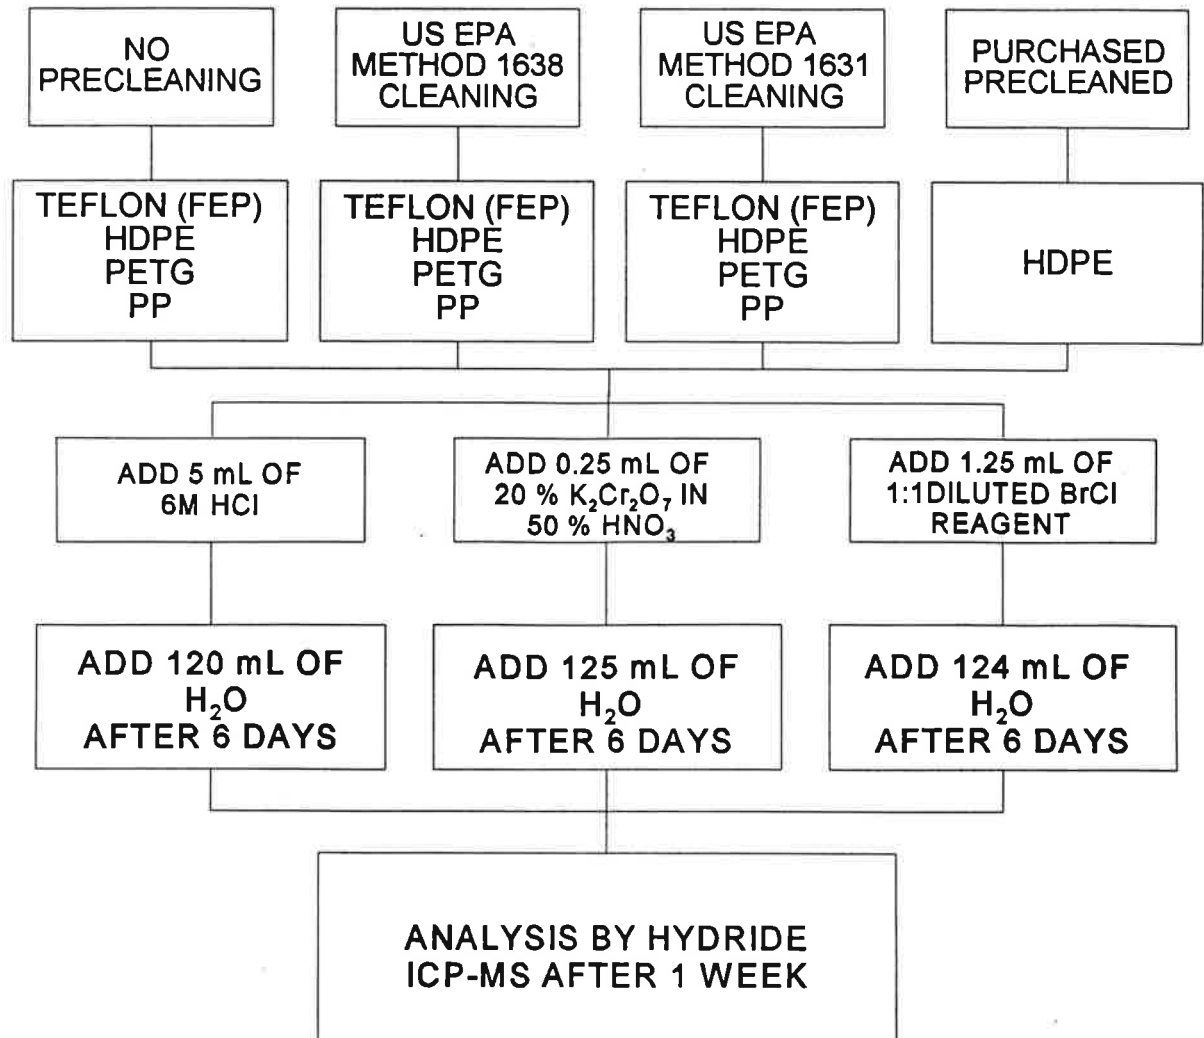 NO
PRECLEANING
US EPA
METHOD 1638
CLEANING
US EPA
METHOD 1631
CLEANING
PURCHASED
PRECLEANED
TEFLON (FEP)
HDPE
PETG
PP
TEFLON (FEP)
HDPE
PETG
PP
TEFLON (FEP)
HDPE
PETG
PP
HDPE
ADD 5 mL OF
6M HCl
ADD 0.25 mL OF
20 % K₂Cr₂O₇ IN
50 % HNO₃
ADD 1.25 mL OF
1:1DILUTED BrCl
REAGENT
ADD 120 mL OF
H₂O
AFTER 6 DAYS
ADD 125 mL OF
H₂O
AFTER 6 DAYS
ADD 124 mL OF
H₂O
AFTER 6 DAYS
ANALYSIS BY HYDRIDE
ICP-MS AFTER 1 WEEK